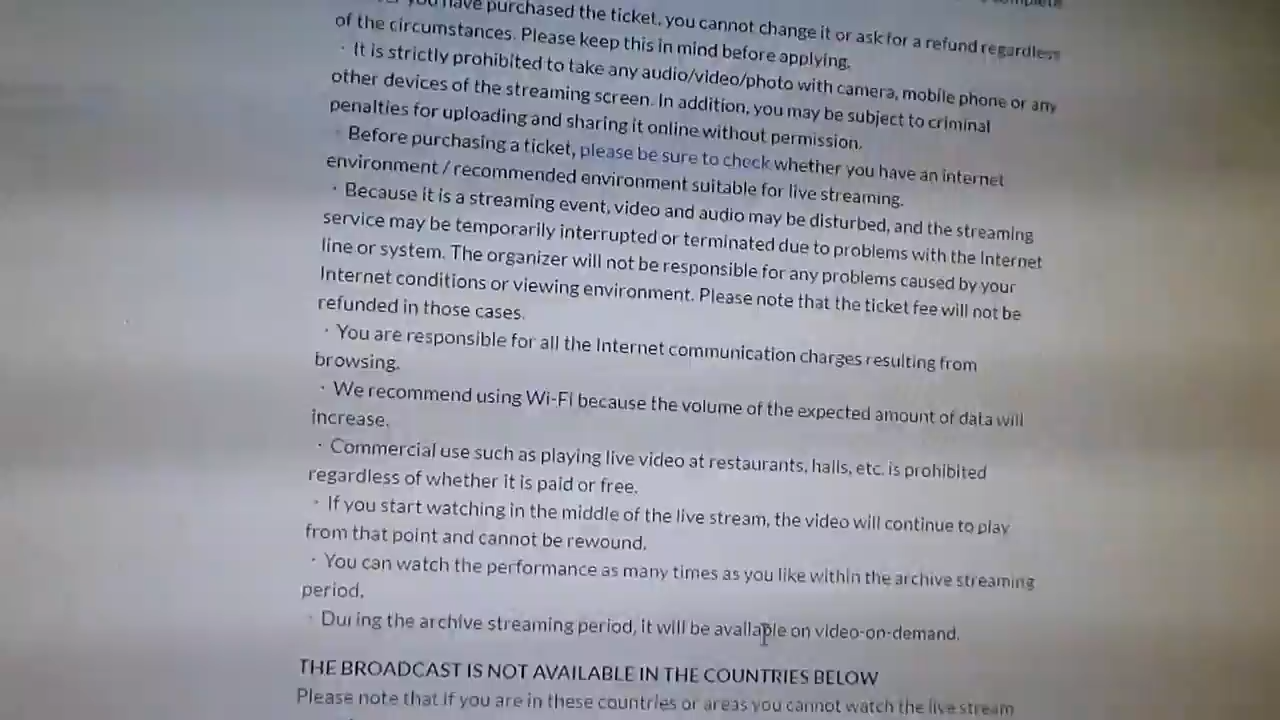 you have purchased the ticket, you cannot change it or ask for a refund regardless
of the circumstances. Please keep this in mind before applying.
· It is strictly prohibited to take any audio/video/photo with camera, mobile phone or any
other devices of the streaming screen. In addition, you may be subject to criminal
penalties for uploading and sharing it online without permission.
· Before purchasing a ticket, please be sure to check whether you have an internet
environment / recommended environment suitable for live streaming.
· Because it is a streaming event, video and audio may be disturbed, and the streaming
service may be temporarily interrupted or terminated due to problems with the Internet
line or system. The organizer will not be responsible for any problems caused by your
Internet conditions or viewing environment. Please note that the ticket fee will not be
refunded in those cases.
· You are responsible for all the Internet communication charges resulting from
browsing.
· We recommend using Wi-Fi because the volume of the expected amount of data will
increase.
· Commercial use such as playing live video at restaurants, halls, etc. is prohibited
regardless of whether it is paid or free.
· If you start watching in the middle of the live stream, the video will continue to play
from that point and cannot be rewound.
· You can watch the performance as many times as you like within the archive streaming
period.
· During the archive streaming period, it will be available on video-on-demand.
THE BROADCAST IS NOT AVAILABLE IN THE COUNTRIES BELOW
Please note that if you are in these countries or areas you cannot watch the live stream